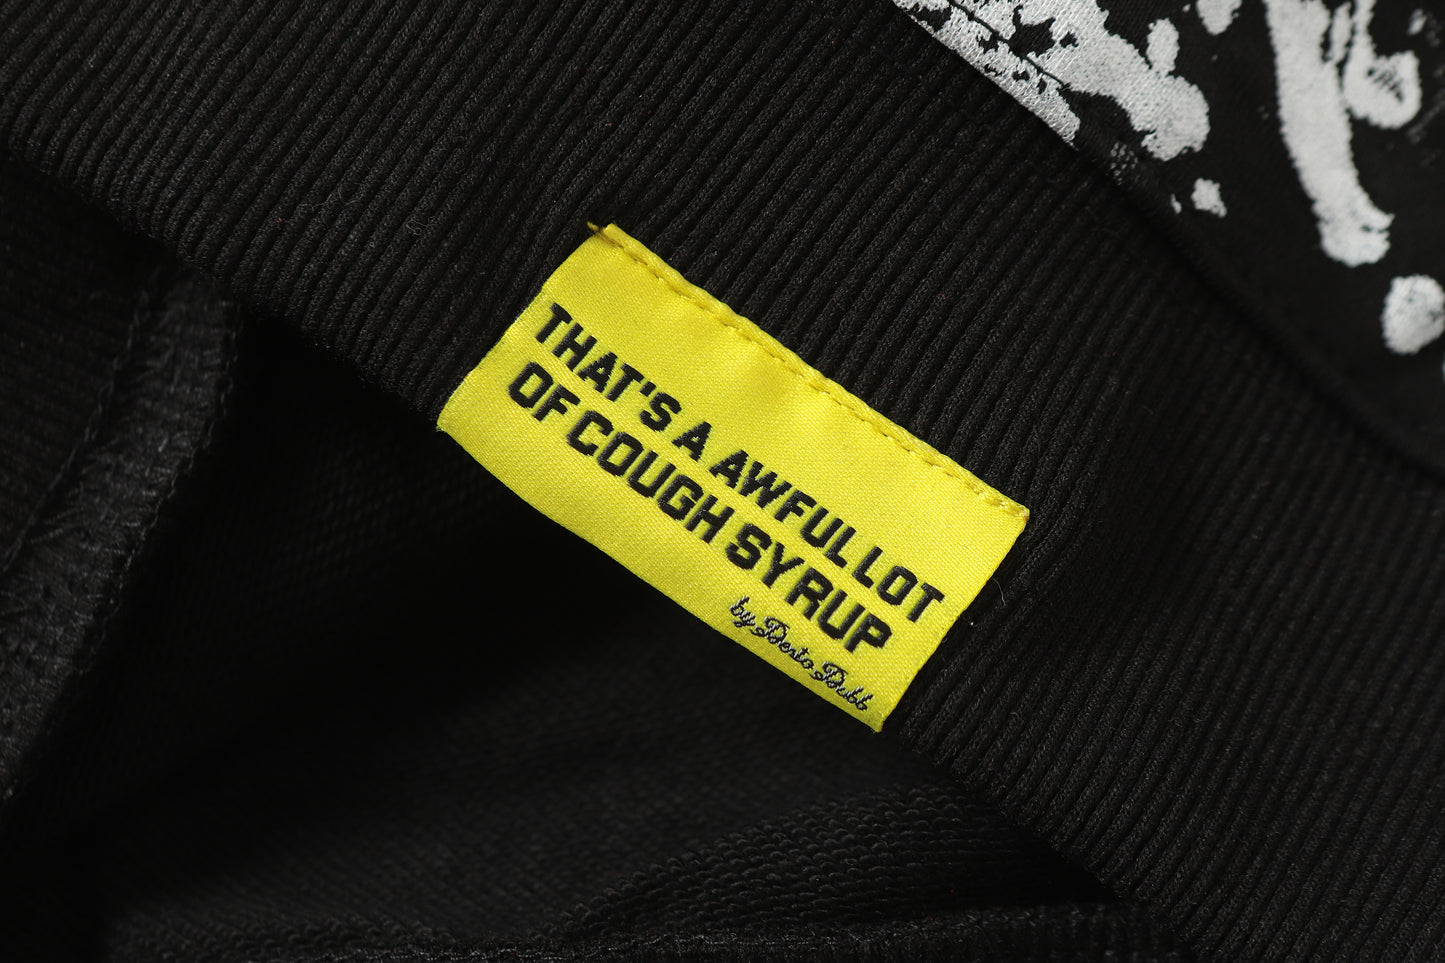 THAT'S A AWFUL LOT
OF COUGH SYRUP
by Desto Dubb